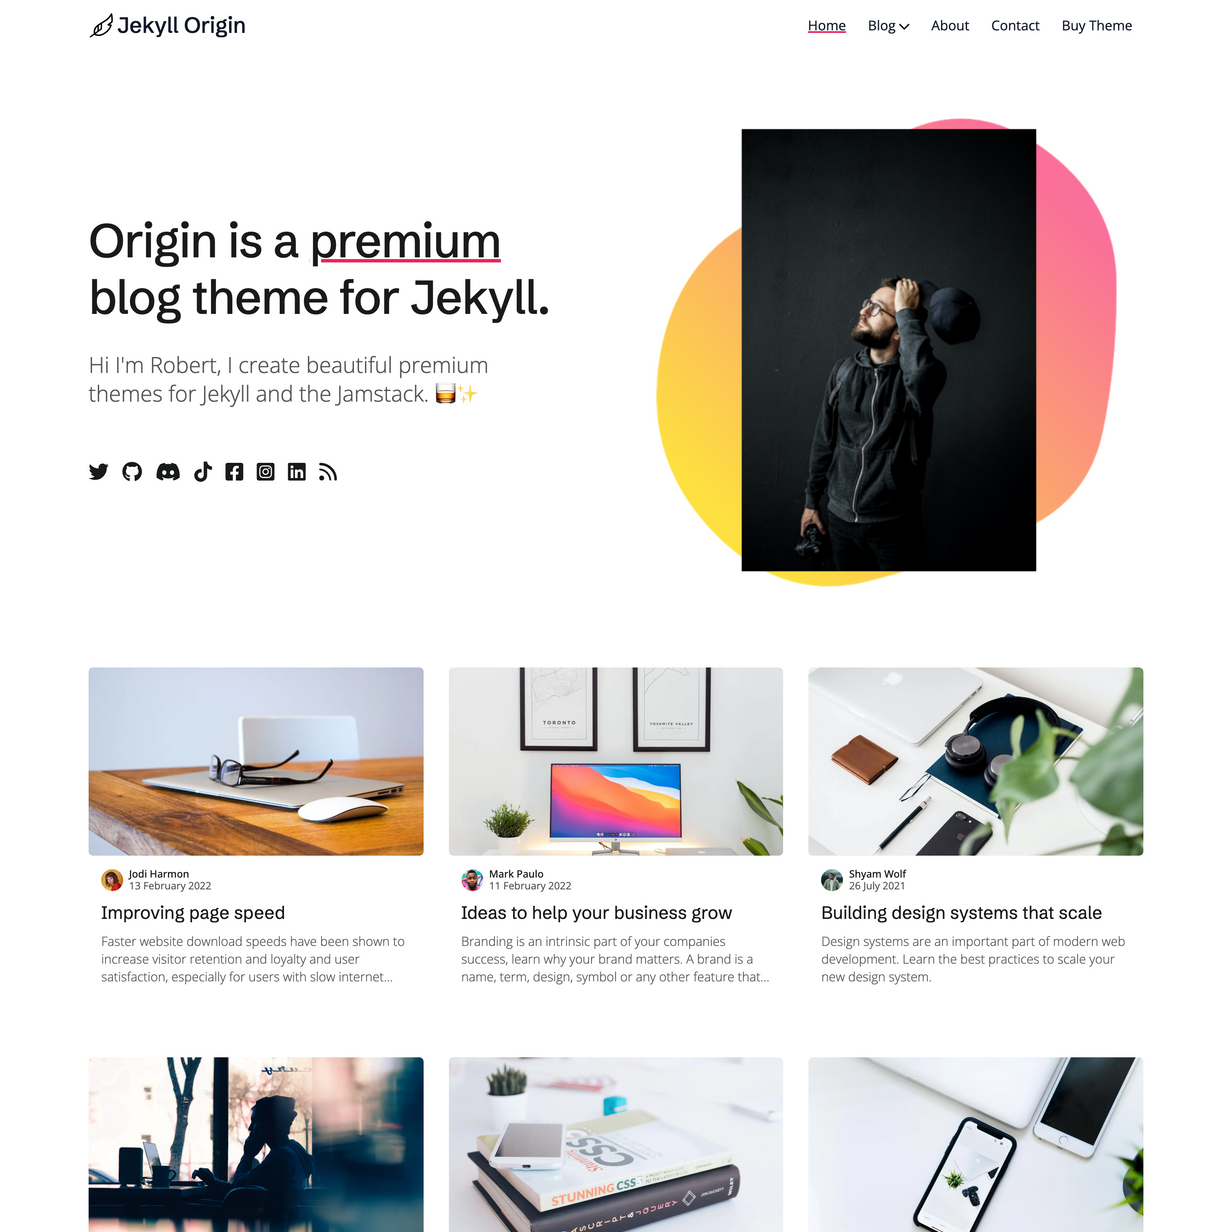 Jekyll Origin
Home
Blog
About
Contact
Buy Theme
Origin is a premium
blog theme for Jekyll.
Hi I'm Robert, I create beautiful premium
themes for Jekyll and the Jamstack. 🥃✨
TORONTO
YOSEMITE VALLEY
Jodi Harmon
13 February 2022
Improving page speed
Faster website download speeds have been shown to
increase visitor retention and loyalty and user
satisfaction, especially for users with slow internet...
Mark Paulo
11 February 2022
Ideas to help your business grow
Branding is an intrinsic part of your companies
success, learn why your brand matters. A brand is a
name, term, design, symbol or any other feature that...
Shyam Wolf
26 July 2021
Building design systems that scale
Design systems are an important part of modern web
development. Learn the best practices to scale your
new design system.
CSS
STUNNING CSS
& JQUERY
WILEY